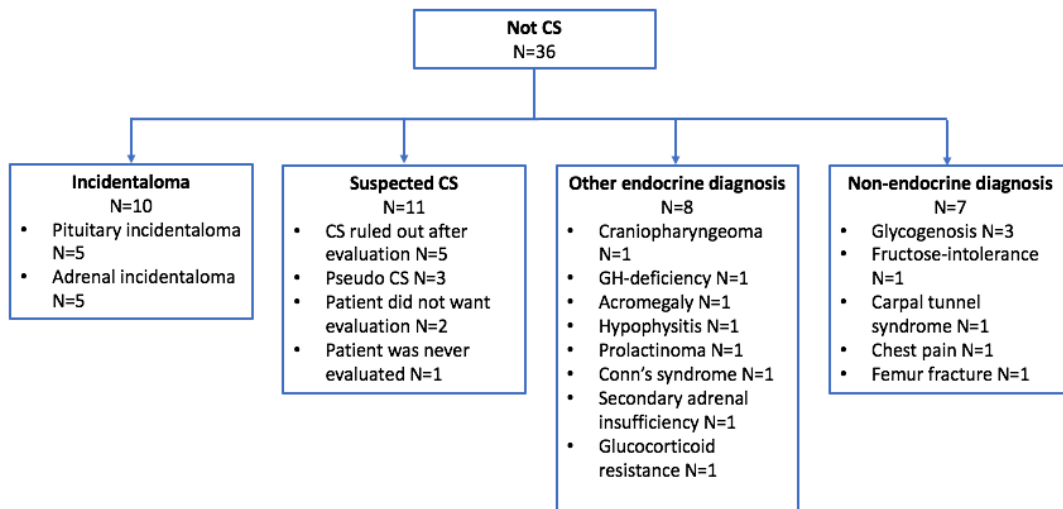 Not CS
N=36
Incidentaloma
N=10
• Pituitary incidentaloma
N=5
• Adrenal incidentaloma
N=5
Suspected CS
N=11
• CS ruled out after
evaluation N=5
• Pseudo CS N=3
• Patient did not want
evaluation N=2
• Patient was never
evaluated N=1
Other endocrine diagnosis
N=8
• Craniopharyngeoma
N=1
• GH-deficiency N=1
• Acromegaly N=1
• Hypophysitis N=1
• Prolactinoma N=1
• Conn's syndrome N=1
• Secondary adrenal
insufficiency N=1
• Glucocorticoid
resistance N=1
Non-endocrine diagnosis
N=7
• Glycogenosis N=3
• Fructose-intolerance
N=1
• Carpal tunnel
syndrome N=1
• Chest pain N=1
• Femur fracture N=1